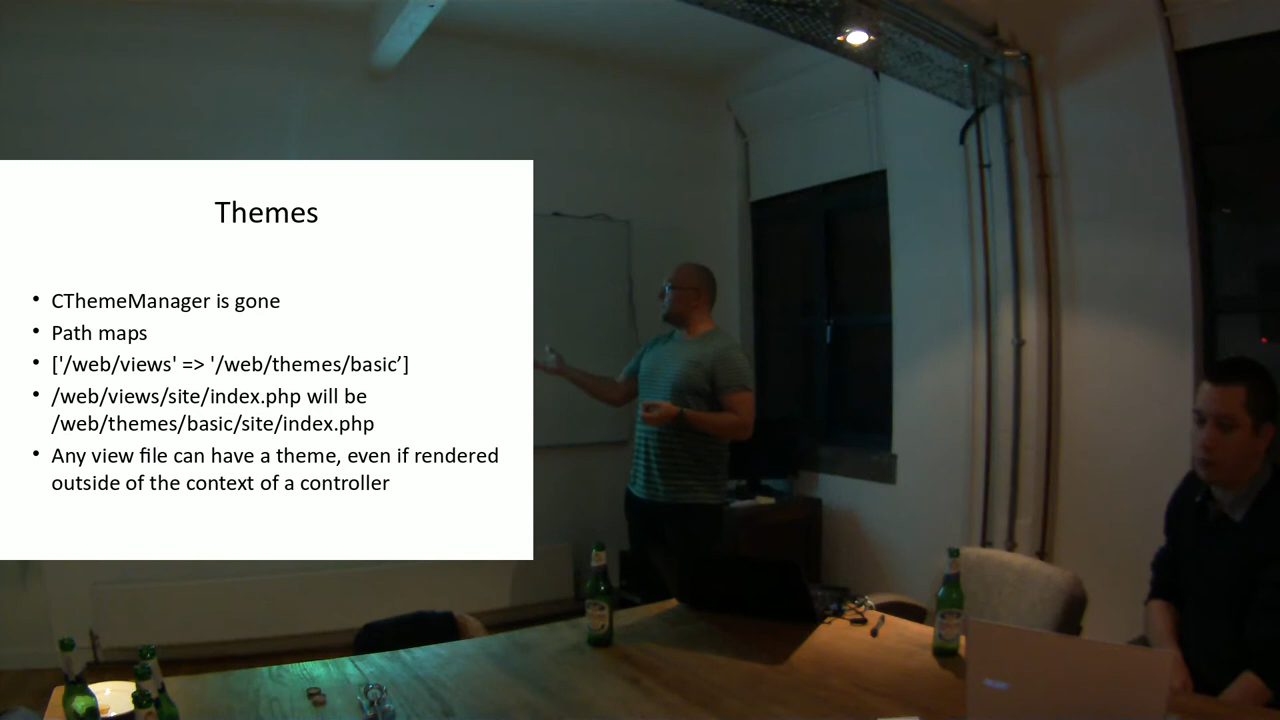 Themes
• CThemeManager is gone
• Path maps
• ['/web/views' => '/web/themes/basic’]
• /web/views/site/index.php will be
/web/themes/basic/site/index.php
• Any view file can have a theme, even if rendered
outside of the context of a controller